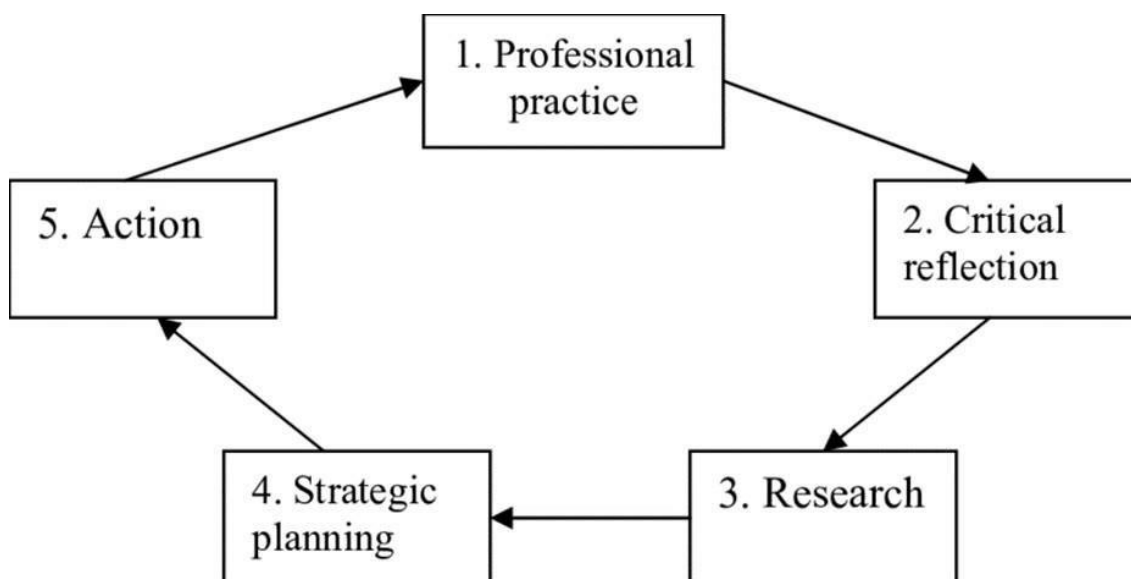 1. Professional
practice
2. Critical
reflection
3. Research
4. Strategic
planning
5. Action